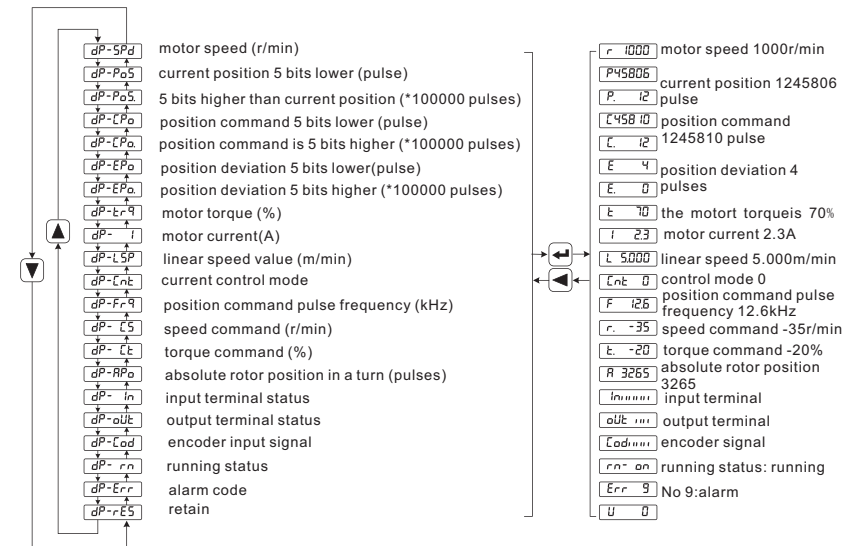 dP-SPd motor speed (r/min)
dP-PoS current position 5 bits lower (pulse)
dP-PoS. 5 bits higher than current position (*100000 pulses)
dP-CPo position command 5 bits lower (pulse)
dP-CPo. position command is 5 bits higher (*100000 pulses)
dP-EPo position deviation 5 bits lower(pulse)
dP-EPo. position deviation 5 bits higher (*100000 pulses)
dP-trq motor torque (%)
dP- I motor current(A)
dP-LSP linear speed value (m/min)
dP-Cnt current control mode
dP-Frq position command pulse frequency (kHz)
dP- CS speed command (r/min)
dP- Ct torque command (%)
dP-APo absolute rotor position in a turn (pulses)
dP- In input terminal status
dP-oUt output terminal status
dP-Cod encoder input signal
dP- rn running status
dP-Err alarm code
dP-rES retain
r 1000 motor speed 1000r/min
P45806
P. 12
current position 1245806
pulse
C45810
C. 12
position command
1245810 pulse
E 4
E. 0
position deviation 4
pulses
t 70 the motort torqueis 70%
I 2.3 motor current 2.3A
L 5.000 linear speed 5.000m/min
Cnt 0 control mode 0
F 12.6 position command pulse
frequency 12.6kHz
r. -35 speed command -35r/min
t. -20 torque command -20%
A 3265 absolute rotor position
3265
In input terminal
oUt output terminal
Cod encoder signal
rn- on running status: running
Err 9 No 9:alarm
U 0